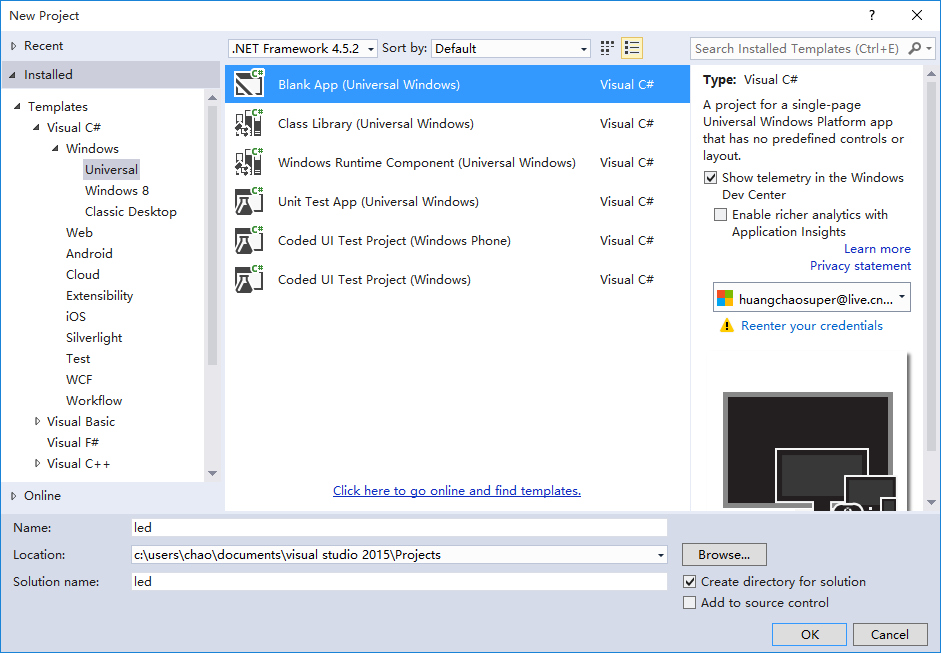 New Project
?
Recent
.NET Framework 4.5.2
Sort by:
Default
Search Installed Templates (Ctrl+E)
Installed
Templates
Visual C#
Windows
Universal
Windows 8
Classic Desktop
Web
Android
Cloud
Extensibility
iOS
Silverlight
Test
WCF
Workflow
Visual Basic
Visual F#
Visual C++
Online
C# Blank App (Universal Windows) Visual C#
C# Class Library (Universal Windows) Visual C#
C# Windows Runtime Component (Universal Windows) Visual C#
C# Unit Test App (Universal Windows) Visual C#
C# Coded UI Test Project (Windows Phone) Visual C#
C# Coded UI Test Project (Windows) Visual C#
Click here to go online and find templates.
Type: Visual C#
A project for a single-page
Universal Windows Platform app
that has no predefined controls or
layout.
Show telemetry in the Windows
Dev Center
Enable richer analytics with
Application Insights
Learn more
Privacy statement
huangchaosuper@live.cn...
Reenter your credentials
Name: led
Location: c:\users\chao\documents\visual studio 2015\Projects
Browse...
Solution name: led
Create directory for solution
Add to source control
OK
Cancel